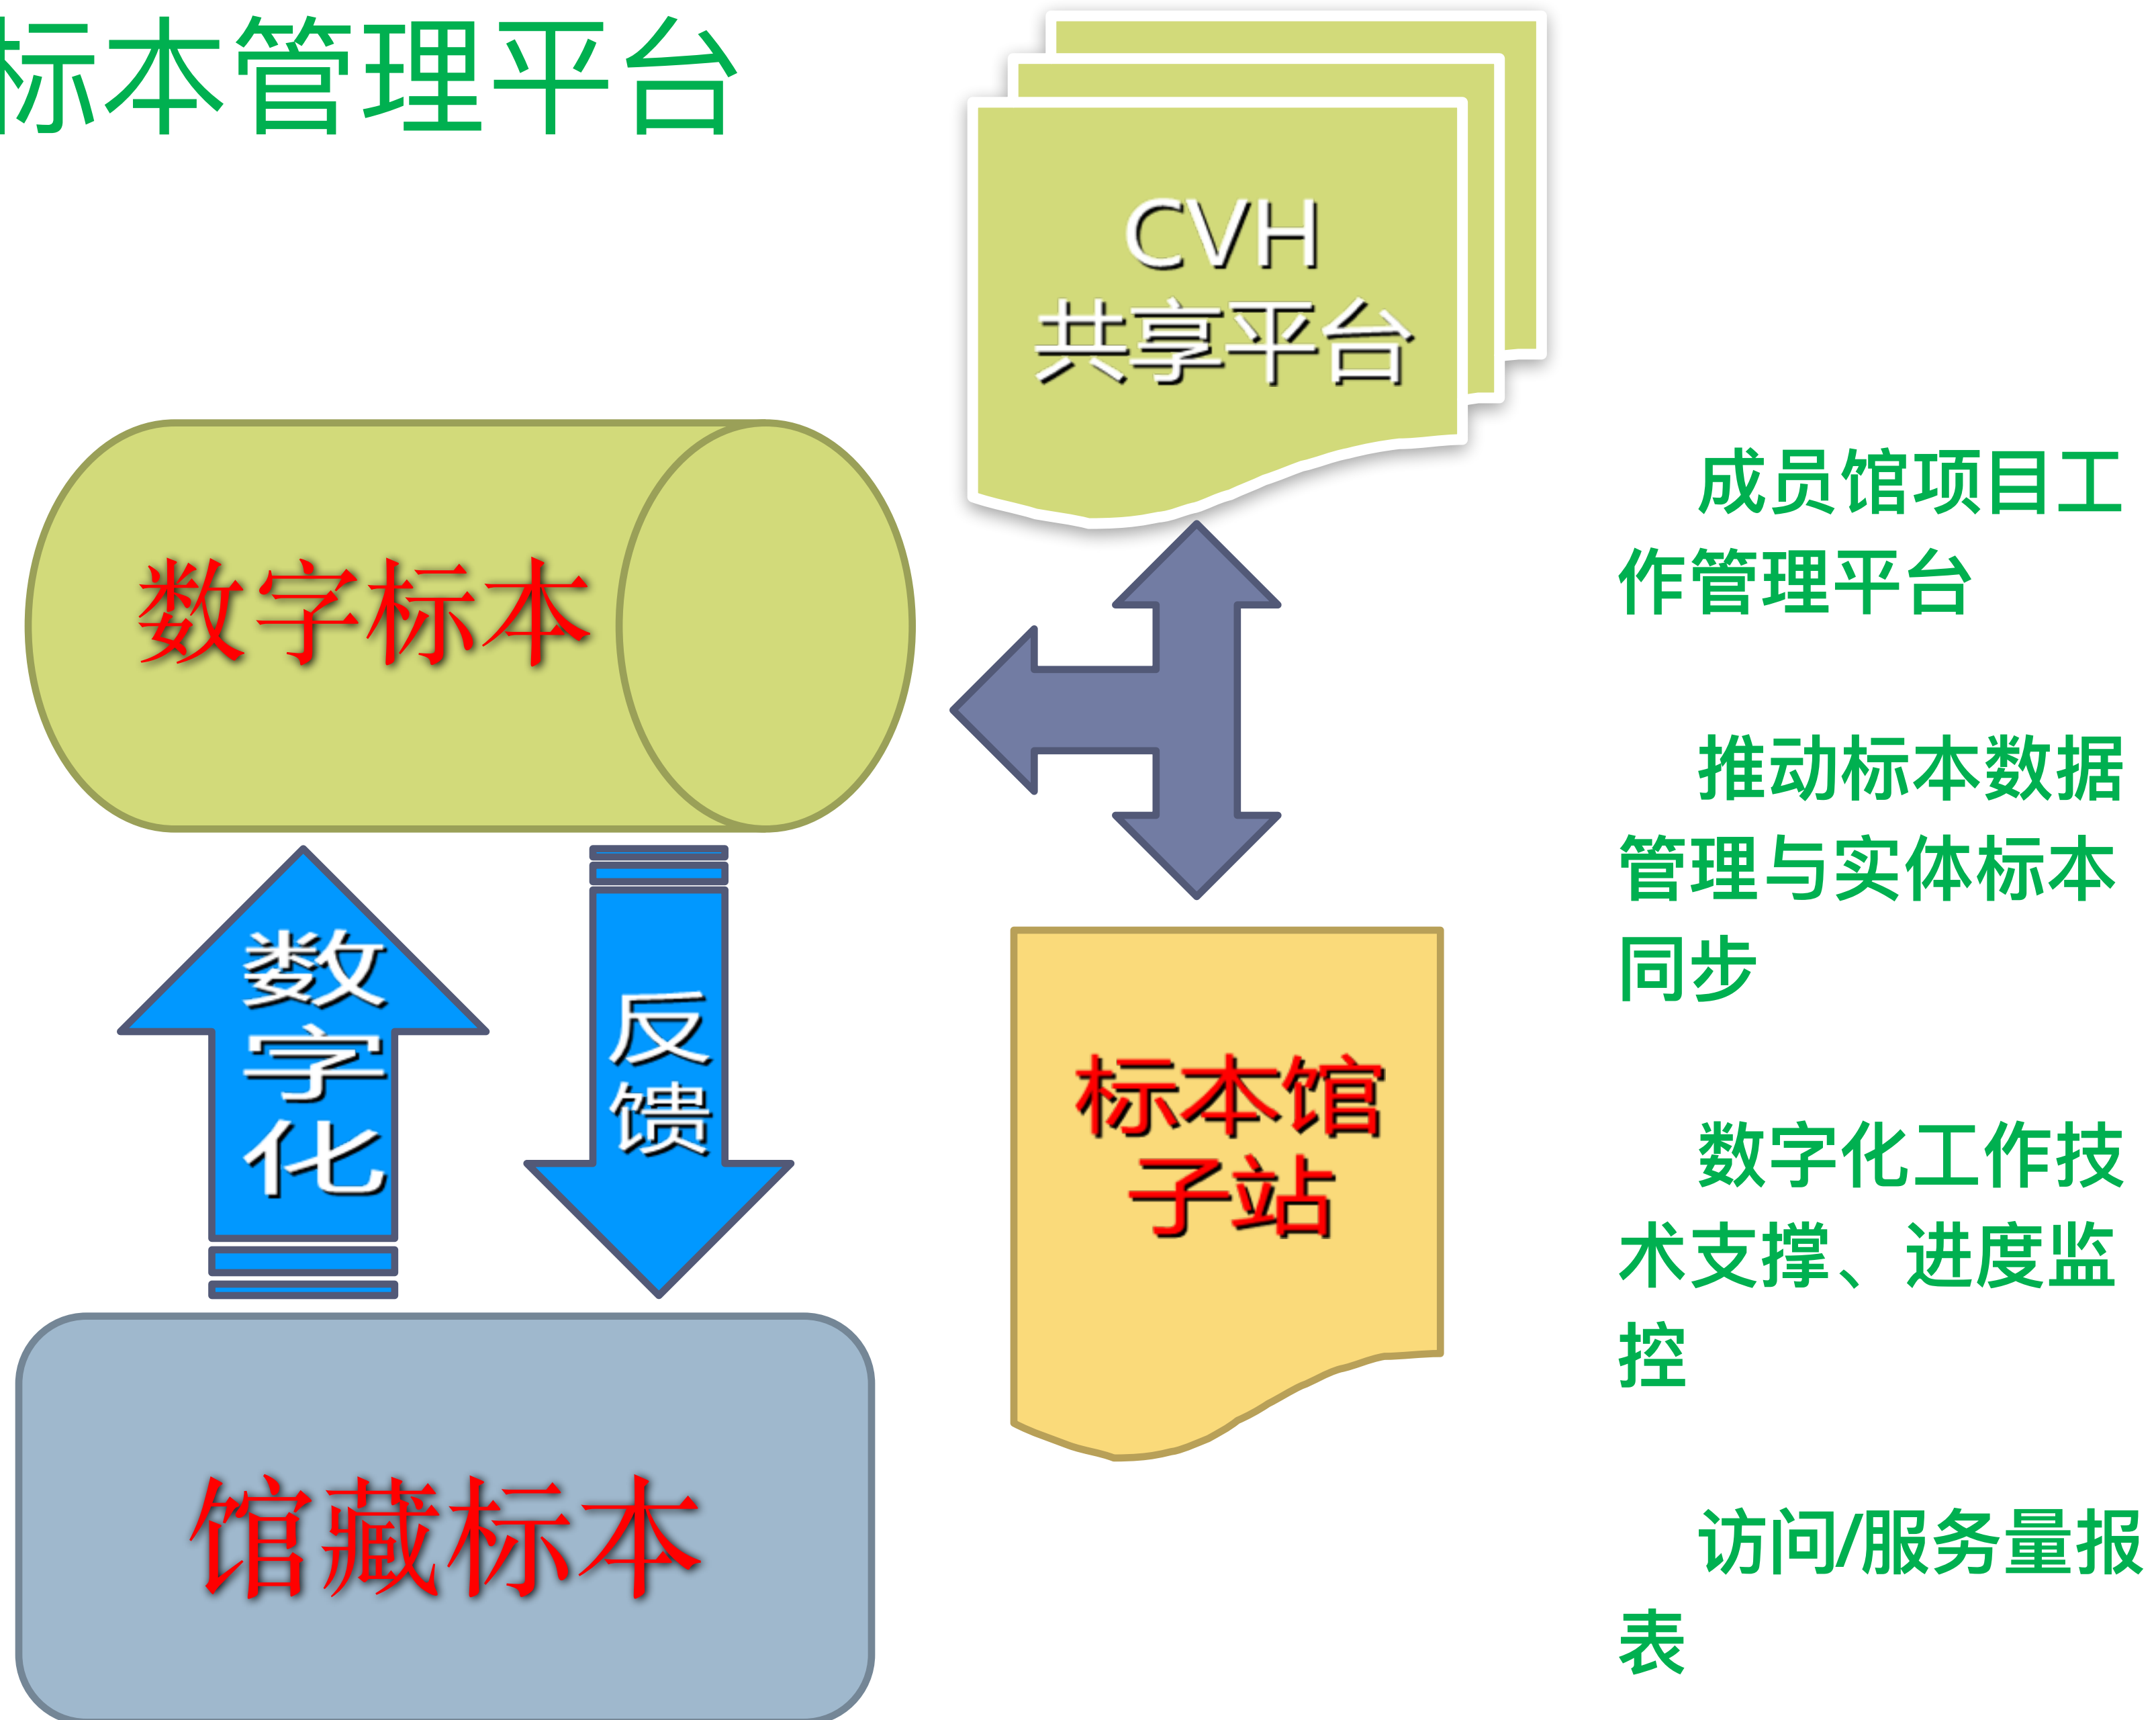 标本管理平台
CVH
共享平台
数字标本
数
字
化
反
馈
标本馆
子站
馆藏标本
成员馆项目工
作管理平台
推动标本数据
管理与实体标本
同步
数字化工作技
术支撑、进度监
控
访问/服务量报
表